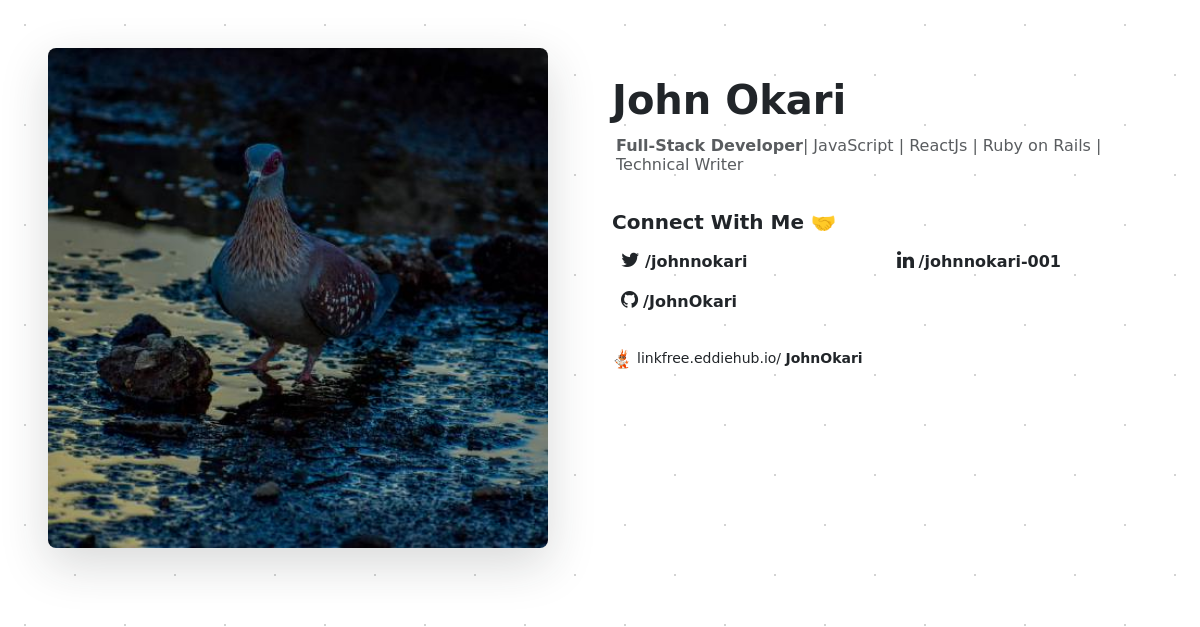 John Okari
Full-Stack Developer| JavaScript | ReactJs | Ruby on Rails |
Technical Writer
Connect With Me 🤝
/johnnokari
/johnnokari-001
/JohnOkari
linkfree.eddiehub.io/ JohnOkari